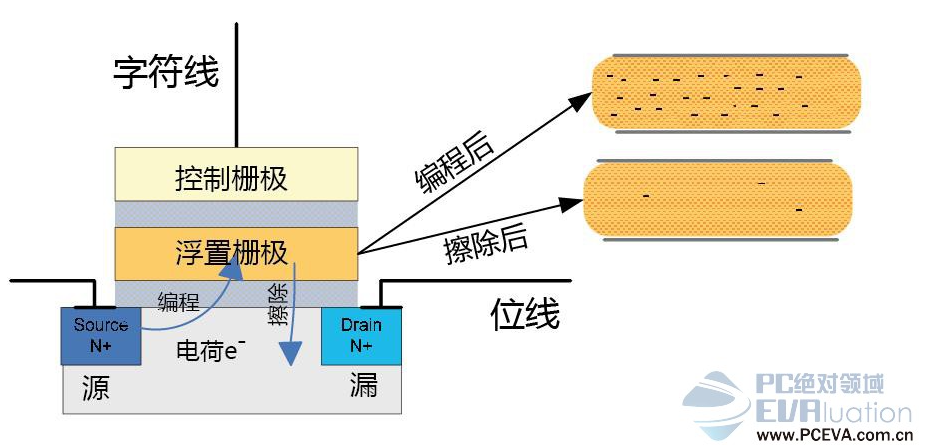 字符线
控制栅极
浮置栅极
编程后
擦除后
编程
擦除
位线
Source
N+
Drain
N+
电荷e-
源
漏
PC绝对领域
EVAluation
www.PCEVA.com.cn